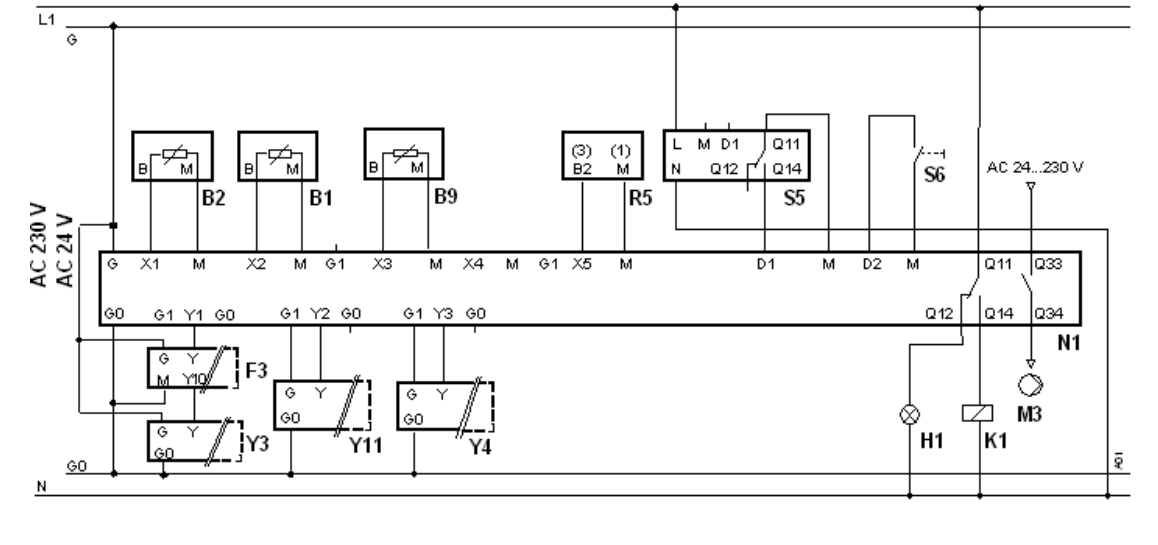 L1
G
AC 230 V
AC 24 V
B M
B2
B M
B1
B M
B9
(3) (1)
B2 M
R5
L M D1 Q11
N Q12 Q14
S5
S6
AC 24...230 V
G X1 M X2 M G1 X3 M X4 M G1 X5 M D1 M D2 M Q11 Q33
G0 G1 Y1 G0 G1 Y2 G0 G1 Y3 G0 Q12 Q14 Q34
N1
G Y
M Y10
F3
G Y
G0
Y3
G Y
G0
Y11
G Y
G0
Y4
H1
K1
M3
A01
G0
N